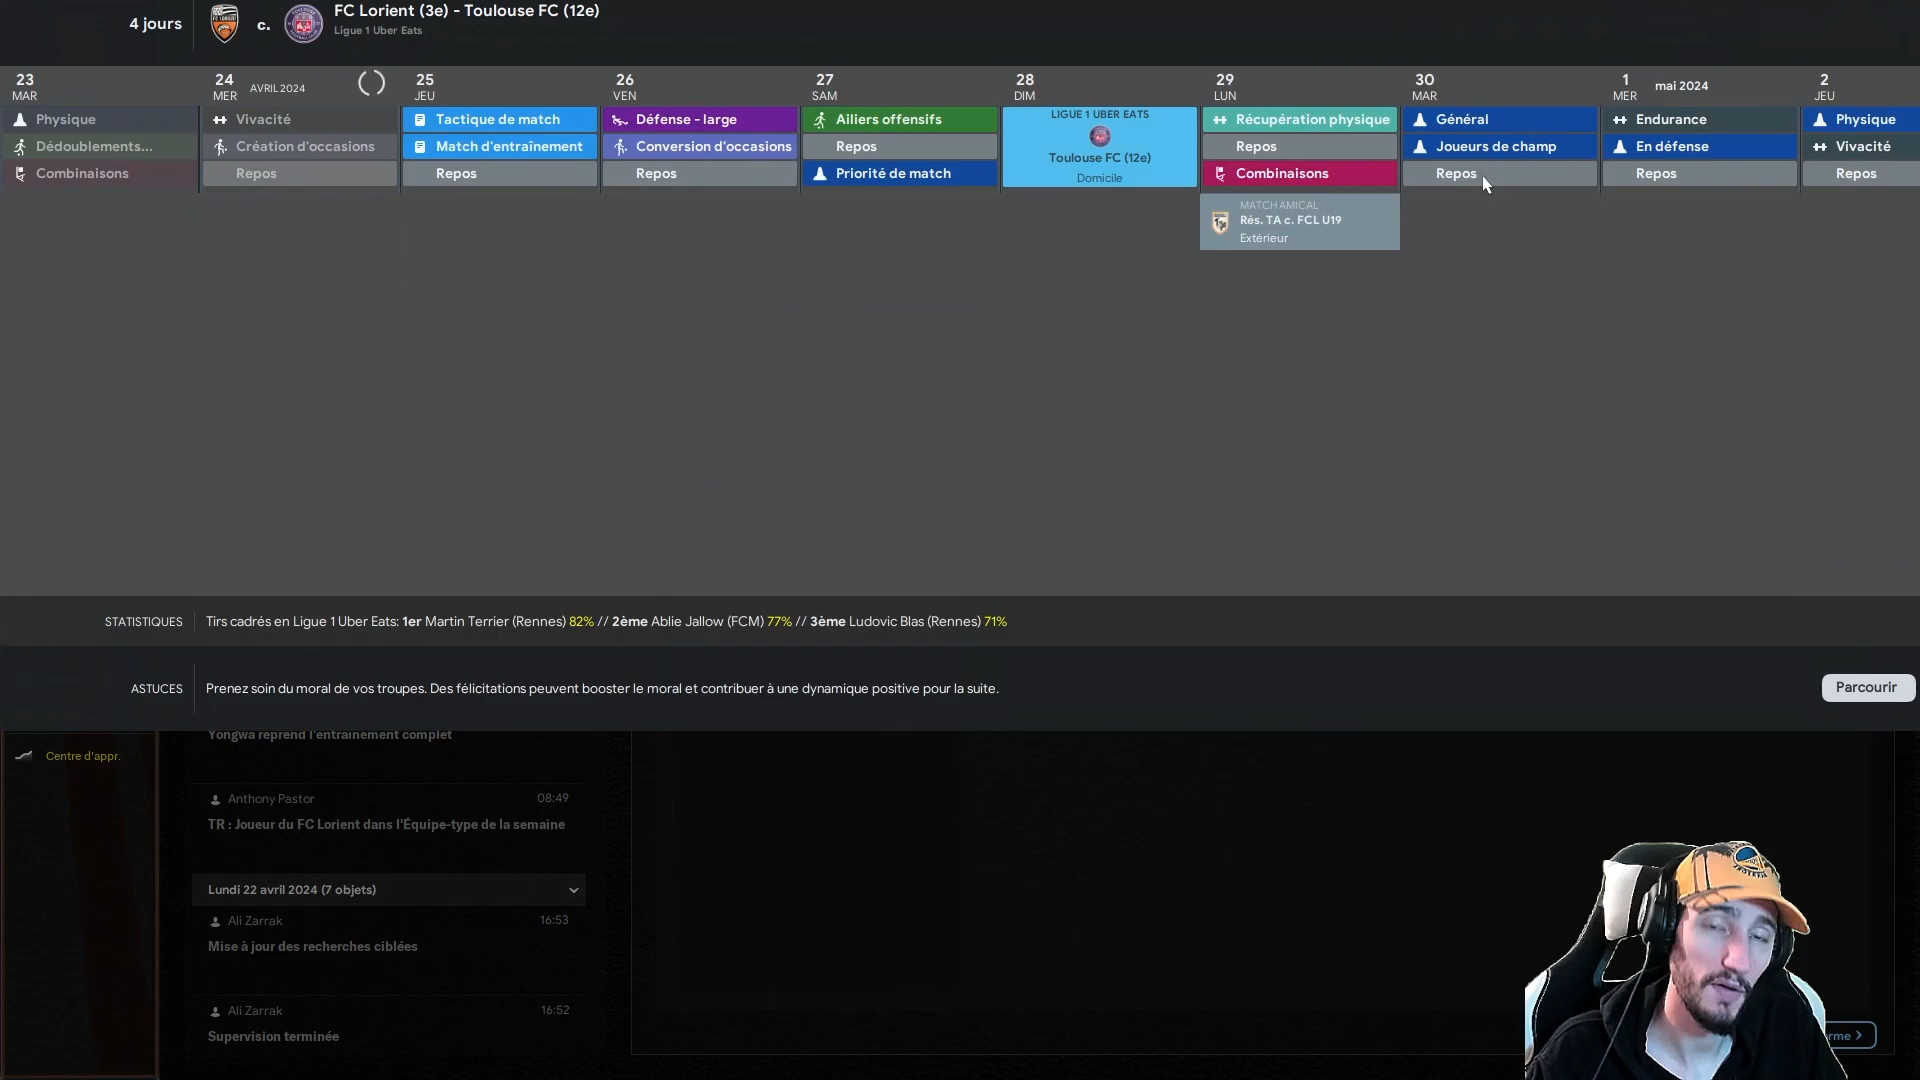 4 jours
c.
FC Lorient (3e) - Toulouse FC (12e)
Ligue 1 Uber Eats
23
MAR
24
MER
AVRIL 2024
25
JEU
26
VEN
27
SAM
28
DIM
29
LUN
30
MAR
1
MER
mai 2024
2
JEU
Physique
Dédoublements...
Combinaisons
Vivacité
Création d'occasions
Repos
Tactique de match
Match d'entraînement
Repos
Défense - large
Conversion d'occasions
Repos
Ailiers offensifs
Repos
Priorité de match
LIGUE 1 UBER EATS
Toulouse FC (12e)
Domicile
Récupération physique
Repos
Combinaisons
MATCH AMICAL
Rés. TA c. FCL U19
Extérieur
Général
Joueurs de champ
Repos
Endurance
En défense
Repos
Physique
Vivacité
Repos
STATISTIQUES
Tirs cadrés en Ligue 1 Uber Eats: 1er Martin Terrier (Rennes) 82% // 2ème Ablie Jallow (FCM) 77% // 3ème Ludovic Blas (Rennes) 71%
ASTUCES
Prenez soin du moral de vos troupes. Des félicitations peuvent booster le moral et contribuer à une dynamique positive pour la suite.
Parcourir
Centre d'appr.
Yongwa reprend l'entraînement complet
Anthony Pastor
08:49
TR : Joueur du FC Lorient dans l'Équipe-type de la semaine
Lundi 22 avril 2024 (7 objets)
Ali Zarrak
16:53
Mise à jour des recherches ciblées
Ali Zarrak
16:52
Supervision terminée